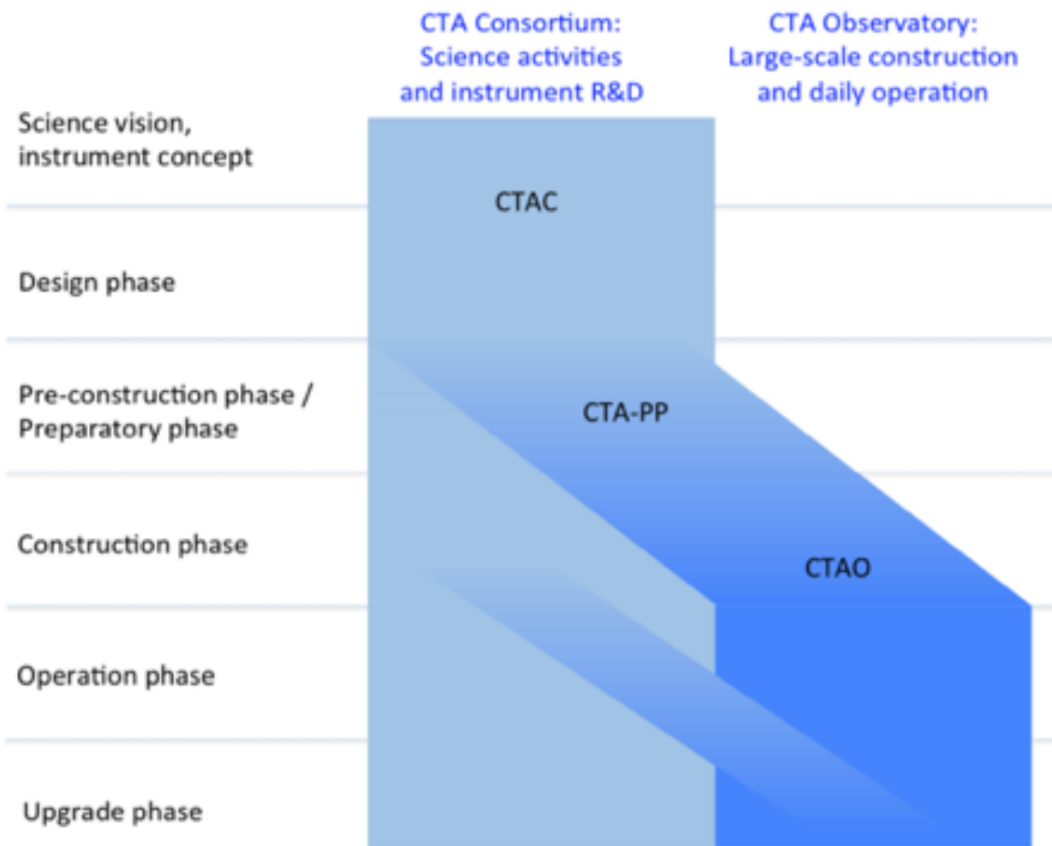 CTA Consortium:
Science activities
and instrument R&D
CTA Observatory:
Large-scale construction
and daily operation
Science vision,
instrument concept
CTAC
Design phase
Pre-construction phase /
Preparatory phase
CTA-PP
Construction phase
CTAO
Operation phase
Upgrade phase